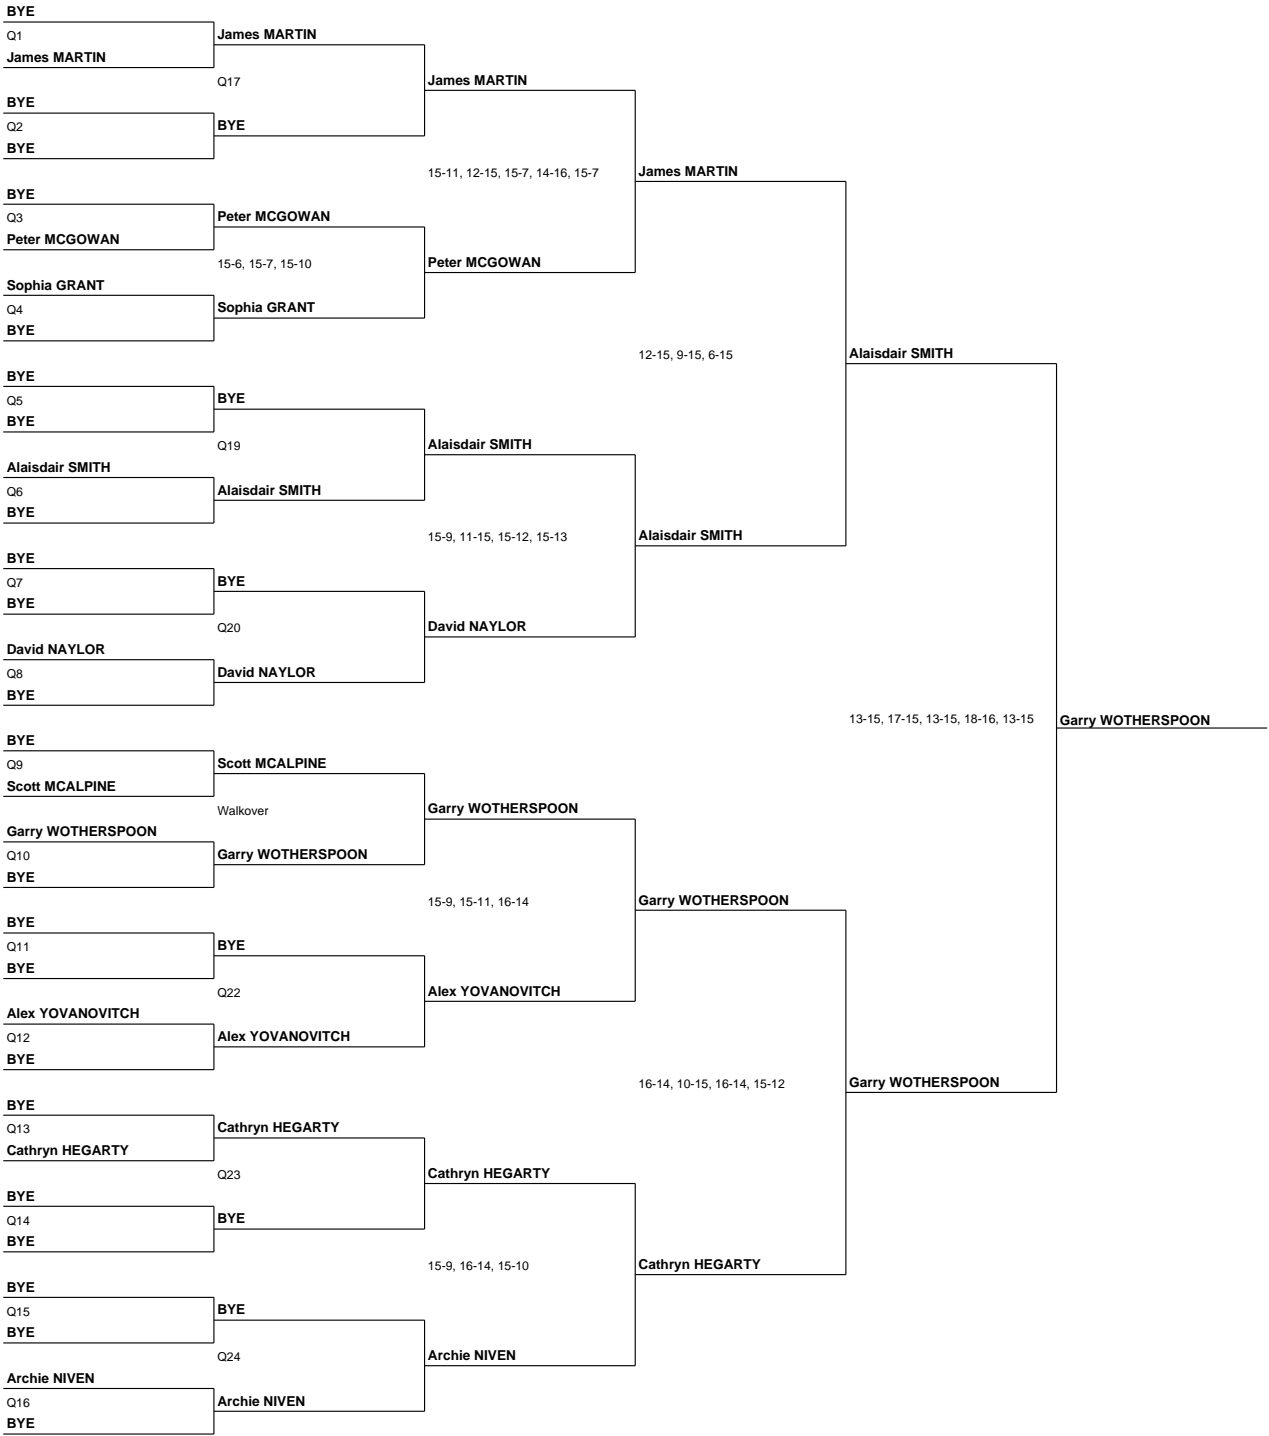 BYE
Q1
James MARTIN
BYE
Q2
BYE
BYE
Q3
Peter MCGOWAN
Sophia GRANT
Q4
BYE
BYE
Q5
BYE
Alaisdair SMITH
Q6
BYE
BYE
Q7
BYE
David NAYLOR
Q8
BYE
BYE
Q9
Scott MCALPINE
Garry WOTHERSPOON
Q10
BYE
BYE
Q11
BYE
Alex YOVANOVITCH
Q12
BYE
BYE
Q13
Cathryn HEGARTY
BYE
Q14
BYE
BYE
Q15
BYE
Archie NIVEN
Q16
BYE
James MARTIN
Q17
BYE
Peter MCGOWAN
15-6, 15-7, 15-10
Sophia GRANT
BYE
Q19
Alaisdair SMITH
BYE
Q20
David NAYLOR
Scott MCALPINE
Walkover
Garry WOTHERSPOON
BYE
Q22
Alex YOVANOVITCH
Cathryn HEGARTY
Q23
BYE
BYE
Q24
Archie NIVEN
James MARTIN
15-11, 12-15, 15-7, 14-16, 15-7
Peter MCGOWAN
Alaisdair SMITH
15-9, 11-15, 15-12, 15-13
David NAYLOR
Garry WOTHERSPOON
15-9, 15-11, 16-14
Alex YOVANOVITCH
Cathryn HEGARTY
15-9, 16-14, 15-10
Archie NIVEN
James MARTIN
12-15, 9-15, 6-15
Alaisdair SMITH
Garry WOTHERSPOON
16-14, 10-15, 16-14, 15-12
Cathryn HEGARTY
Alaisdair SMITH
13-15, 17-15, 13-15, 18-16, 13-15
Garry WOTHERSPOON
Garry WOTHERSPOON